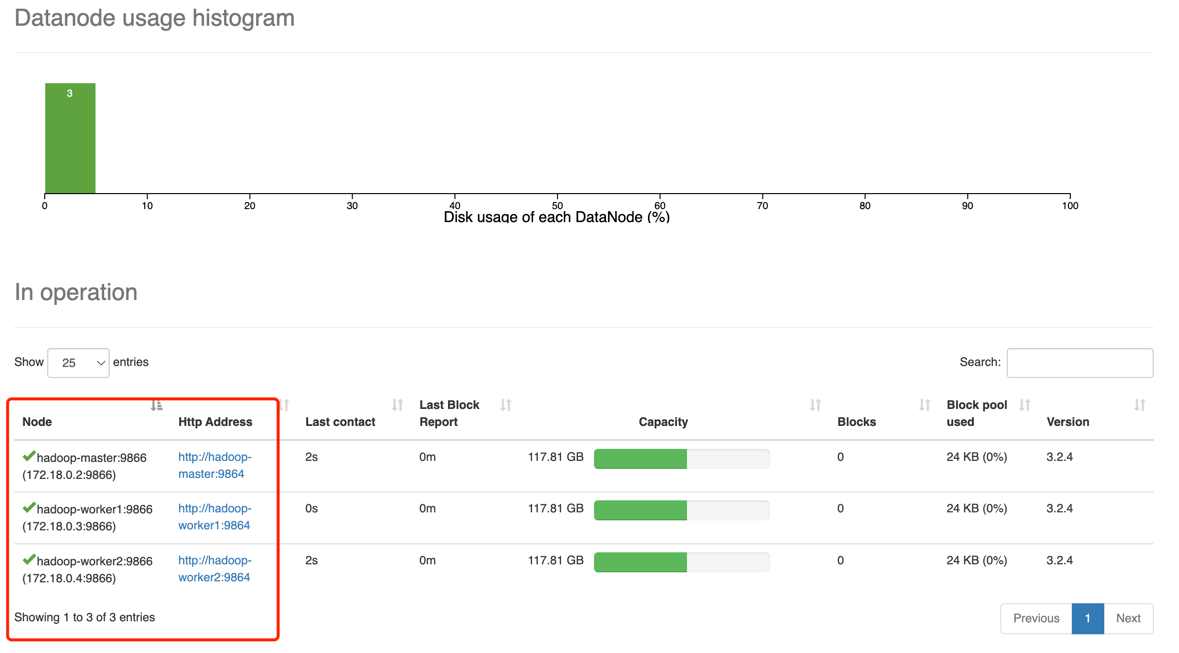 Datanode usage histogram
3
0 10 20 30 40 50 60 70 80 90 100
Disk usage of each DataNode (%)
In operation
Show 25 entries
Search:
Node Http Address Last contact Last Block Report Capacity Blocks Block pool used Version
hadoop-master:9866 (172.18.0.2:9866) http://hadoop-master:9864 2s 0m 117.81 GB 0 24 KB (0%) 3.2.4
hadoop-worker1:9866 (172.18.0.3:9866) http://hadoop-worker1:9864 0s 0m 117.81 GB 0 24 KB (0%) 3.2.4
hadoop-worker2:9866 (172.18.0.4:9866) http://hadoop-worker2:9864 2s 0m 117.81 GB 0 24 KB (0%) 3.2.4
Showing 1 to 3 of 3 entries
Previous 1 Next